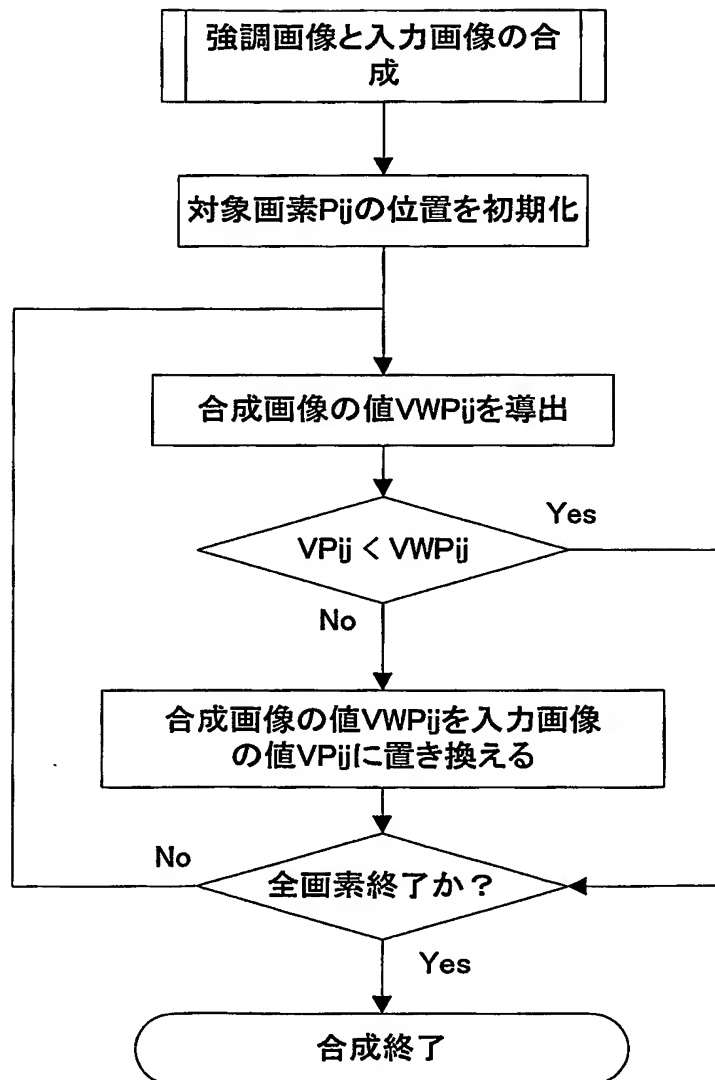 強調画像と入力画像の合
成
対象画素Pijの位置を初期化
合成画像の値VWPijを導出
VPij < VWPij
Yes
No
合成画像の値VWPijを入力画像
の値VPijに置き換える
No
全画素終了か？
Yes
合成終了